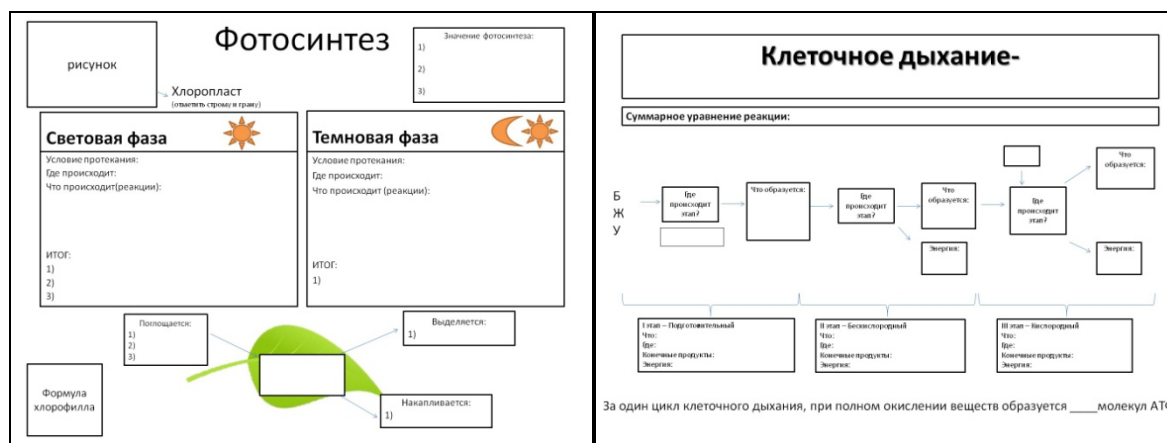 Фотосинтез
рисунок
Значение фотосинтеза:
1)
2)
3)
Хлоропласт
(отметить строму и грану)
Световая фаза
Условие протекания:
Где происходит:
Что происходит(реакции):
ИТОГ:
1)
2)
3)
Темновая фаза
Условие протекания:
Где происходит:
Что происходит (реакции):
ИТОГ:
1)
Поглощается:
1)
2)
3)
Выделяется:
1)
Формула
хлорофилла
Накапливается:
1)
Клеточное дыхание-
Суммарное уравнение реакции:
Б
Ж
У
Где
происходит
этап?
Что образуется:
Где
происходит
этап?
Что
образуется:
Энергия:
Где
происходит
этап?
Что
образуется:
Энергия:
I этап – Подготовительный
Что:
Где:
Конечные продукты:
Энергия:
II этап – Бескислородный
Что:
Где:
Конечные продукты:
Энергия:
III этап – Кислородный
Что:
Где:
Конечные продукты:
Энергия:
За один цикл клеточного дыхания, при полном окислении веществ образуется ____молекул АТФ